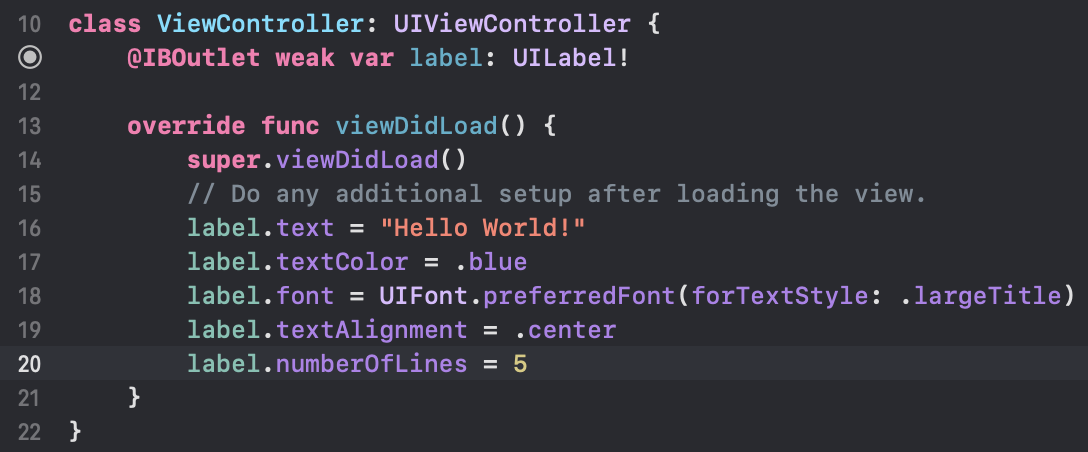 10 class ViewController: UIViewController {
@IBOutlet weak var label: UILabel!
12
13 override func viewDidLoad() {
14 super.viewDidLoad()
15 // Do any additional setup after loading the view.
16 label.text = "Hello World!"
17 label.textColor = .blue
18 label.font = UIFont.preferredFont(forTextStyle: .largeTitle)
19 label.textAlignment = .center
20 label.numberOfLines = 5
21 }
22 }